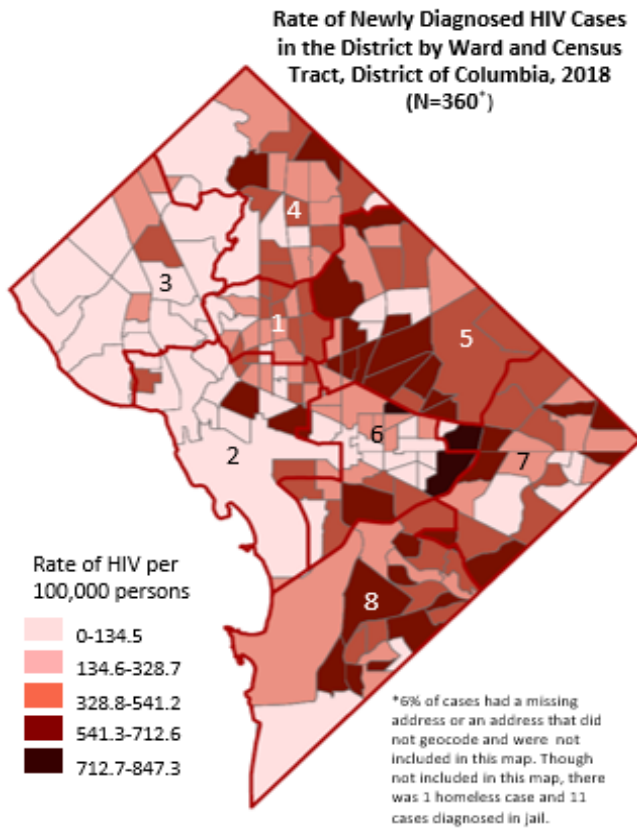 Rate of Newly Diagnosed HIV Cases
in the District by Ward and Census
Tract, District of Columbia, 2018
(N=360*)
4
3
1
5
6
2
7
8
Rate of HIV per
100,000 persons
0-134.5
134.6-328.7
328.8-541.2
541.3-712.6
712.7-847.3
*6% of cases had a missing
address or an address that did
not geocode and were not
included in this map. Though
not included in this map, there
was 1 homeless case and 11
cases diagnosed in jail.